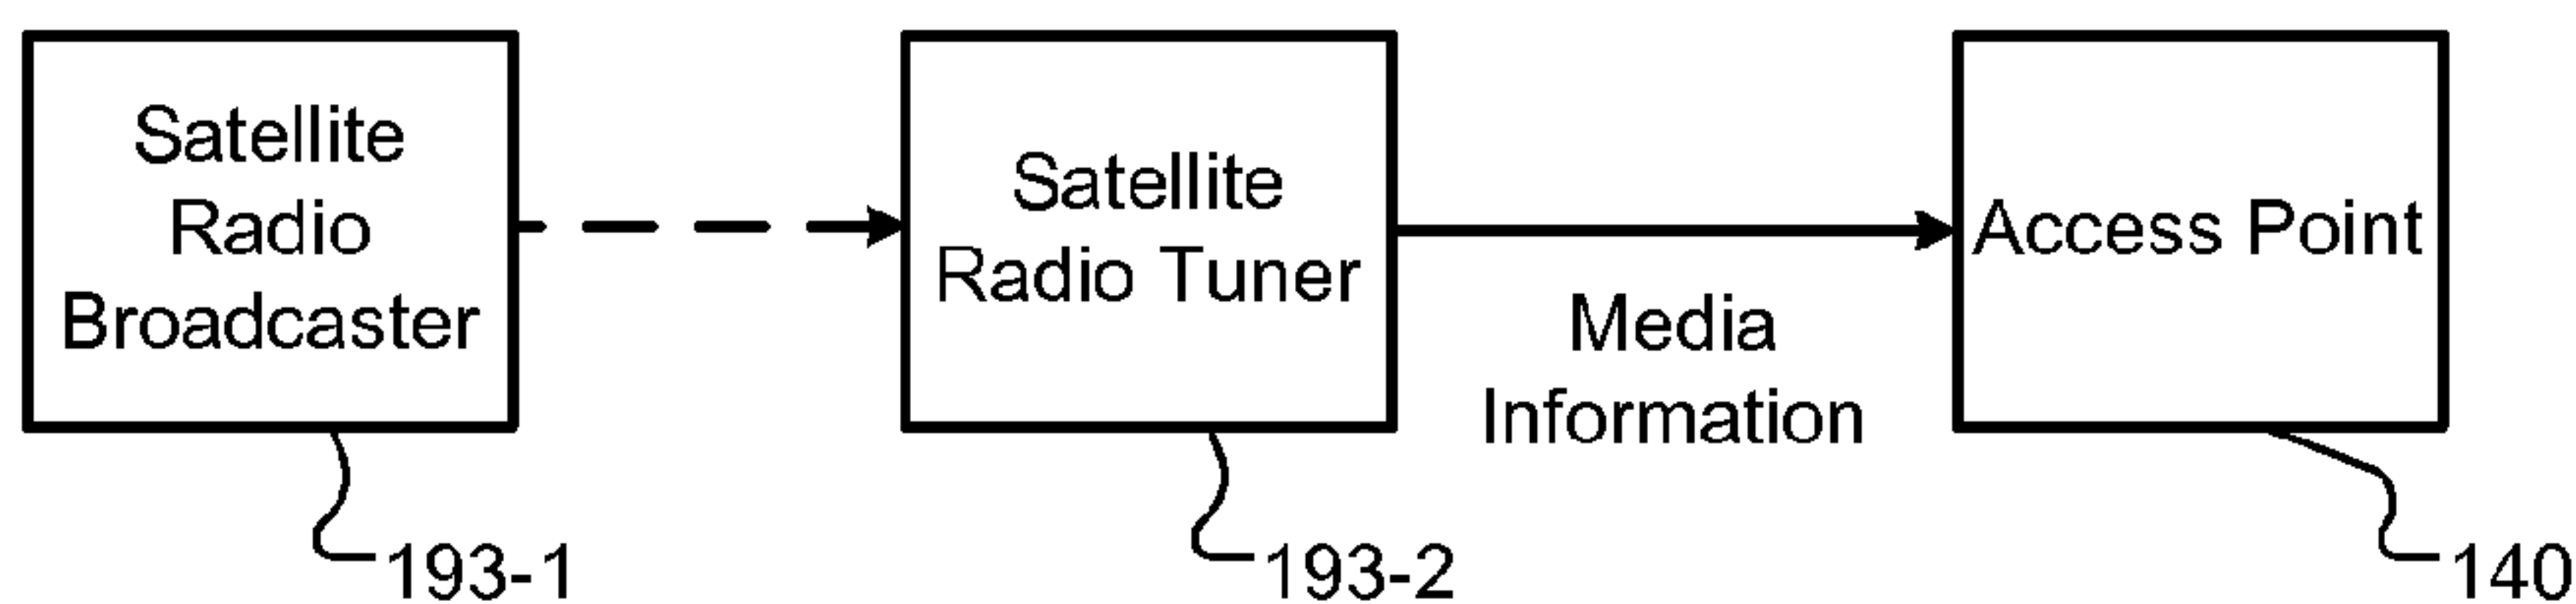 Satellite
Radio
Broadcaster
Satellite
Radio Tuner
Media
Information
Access Point
193-1
193-2
140